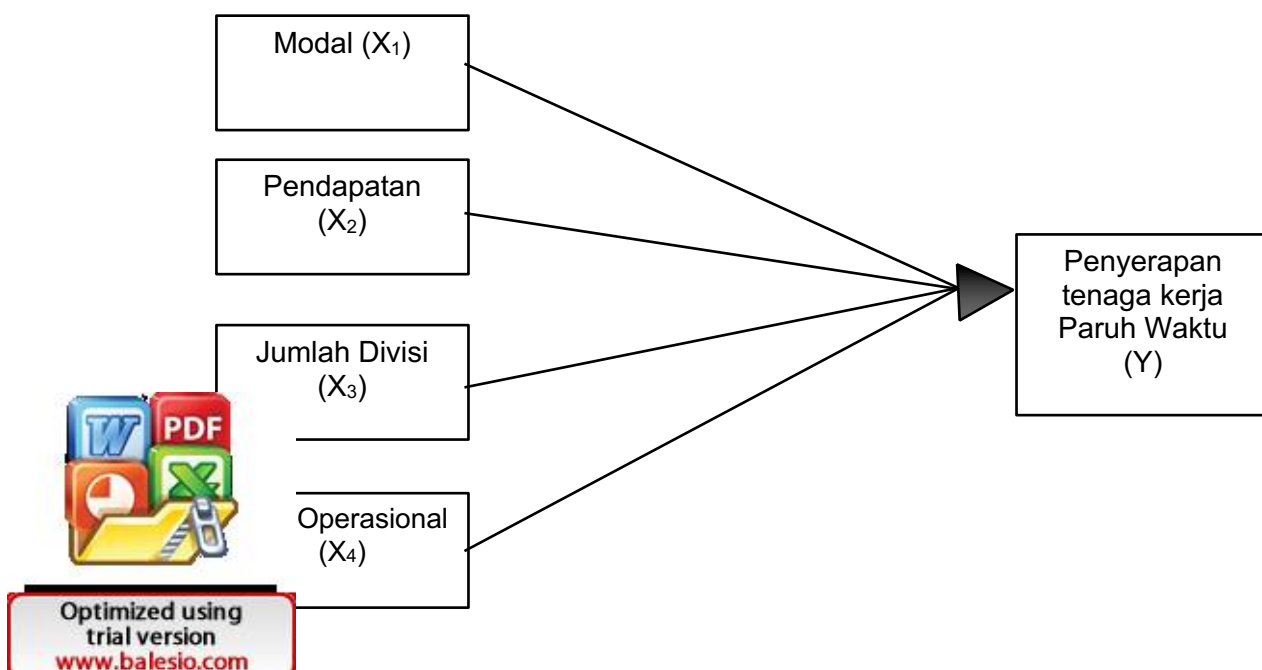 Modal (X₁)
Pendapatan
(X₂)
Jumlah Divisi
(X₃)
Operasional
(X₄)
Penyerapan
tenaga kerja
Paruh Waktu
(Y)
W
PDF
X
Optimized using
trial version
www.balesio.com